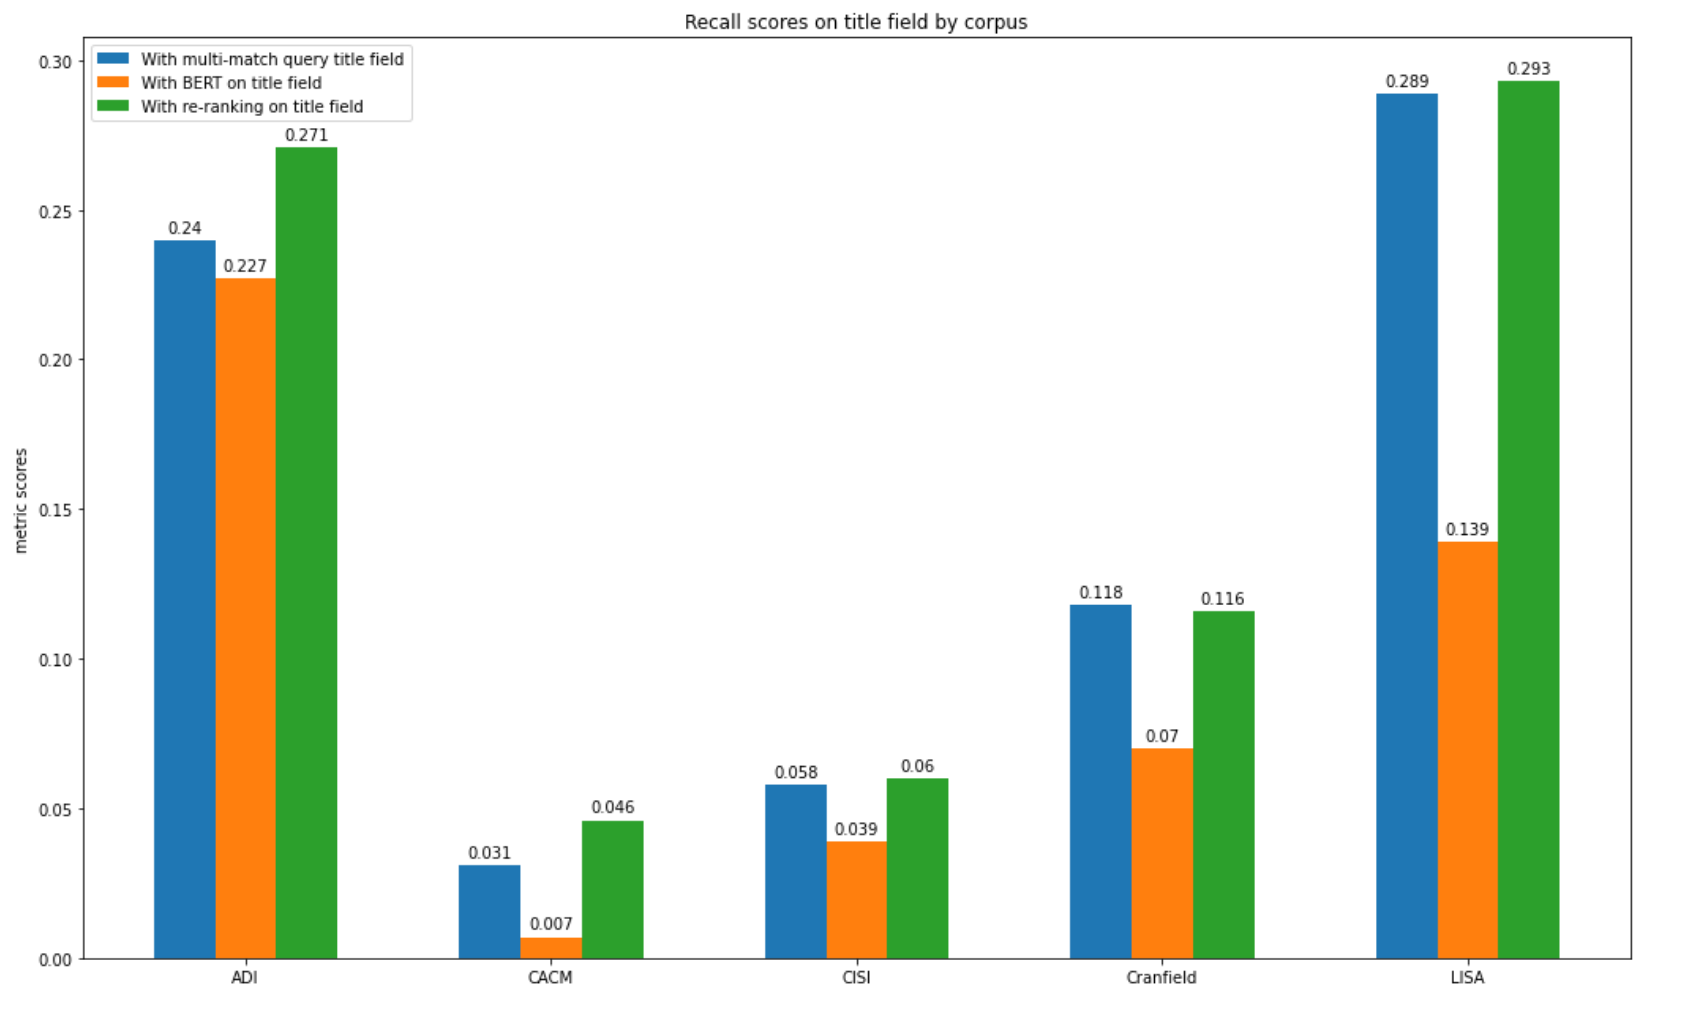 Recall scores on title field by corpus
With multi-match query title field
With BERT on title field
With re-ranking on title field
metric scores
0.30
0.25
0.20
0.15
0.10
0.05
0.00
0.24
0.227
0.271
0.031
0.007
0.046
0.058
0.039
0.06
0.118
0.07
0.116
0.289
0.139
0.293
ADI
CACM
CISI
Cranfield
LISA